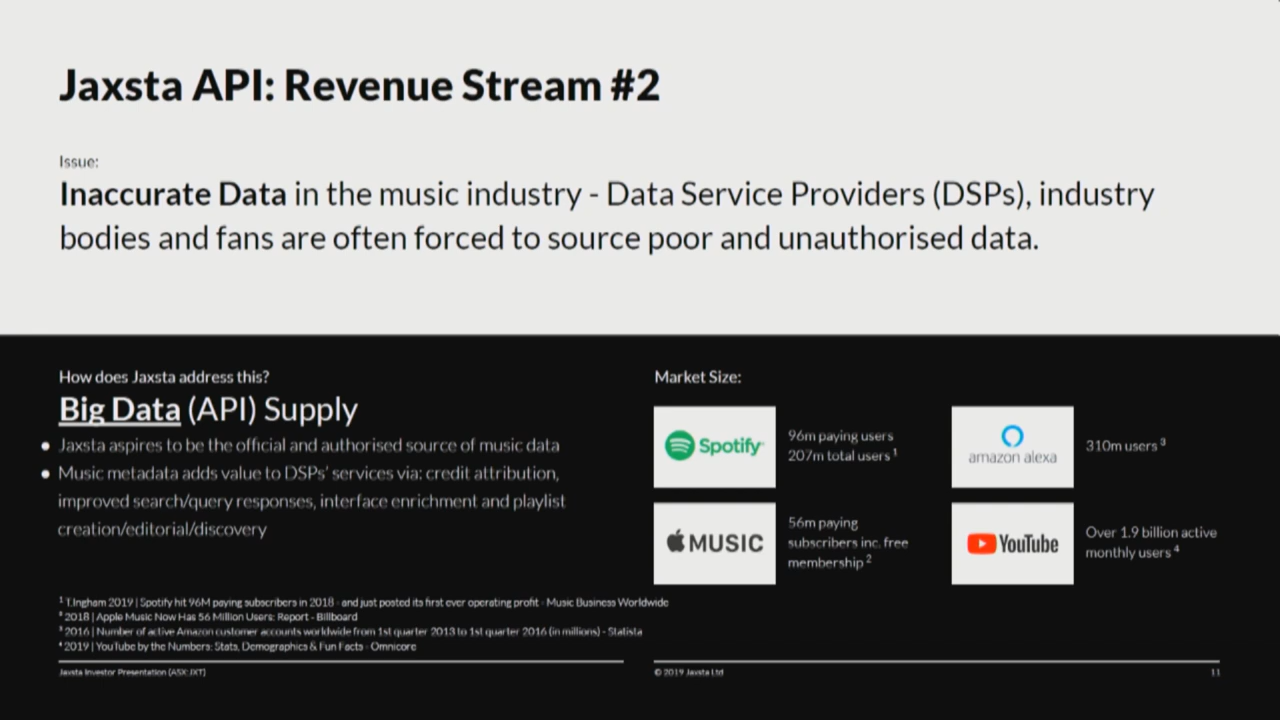 Jaxsta API: Revenue Stream #2
Issue:
Inaccurate Data in the music industry - Data Service Providers (DSPs), industry
bodies and fans are often forced to source poor and unauthorised data.
How does Jaxsta address this?
Big Data (API) Supply
● Jaxsta aspires to be the official and authorised source of music data
● Music metadata adds value to DSPs' services via: credit attribution,
improved search/query responses, interface enrichment and playlist
creation/editorial/discovery
Market Size:
Spotify
96m paying users
207m total users 1
amazon alexa
310m users 3
MUSIC
56m paying
subscribers inc. free
membership 2
YouTube
Over 1.9 billion active
monthly users 4
1 T.Ingham 2019 | Spotify hit 96M paying subscribers in 2018 - and just posted its first ever operating profit - Music Business Worldwide
2 2018 | Apple Music Now Has 56 Million Users: Report - Billboard
3 2016 | Number of active Amazon customer accounts worldwide from 1st quarter 2013 to 1st quarter 2016 (in millions) - Statista
4 2019 | YouTube by the Numbers: Stats, Demographics & Fun Facts - Omnicore
Jaxsta Investor Presentation (ASX: JXT)
© 2019 Jaxsta Ltd
11